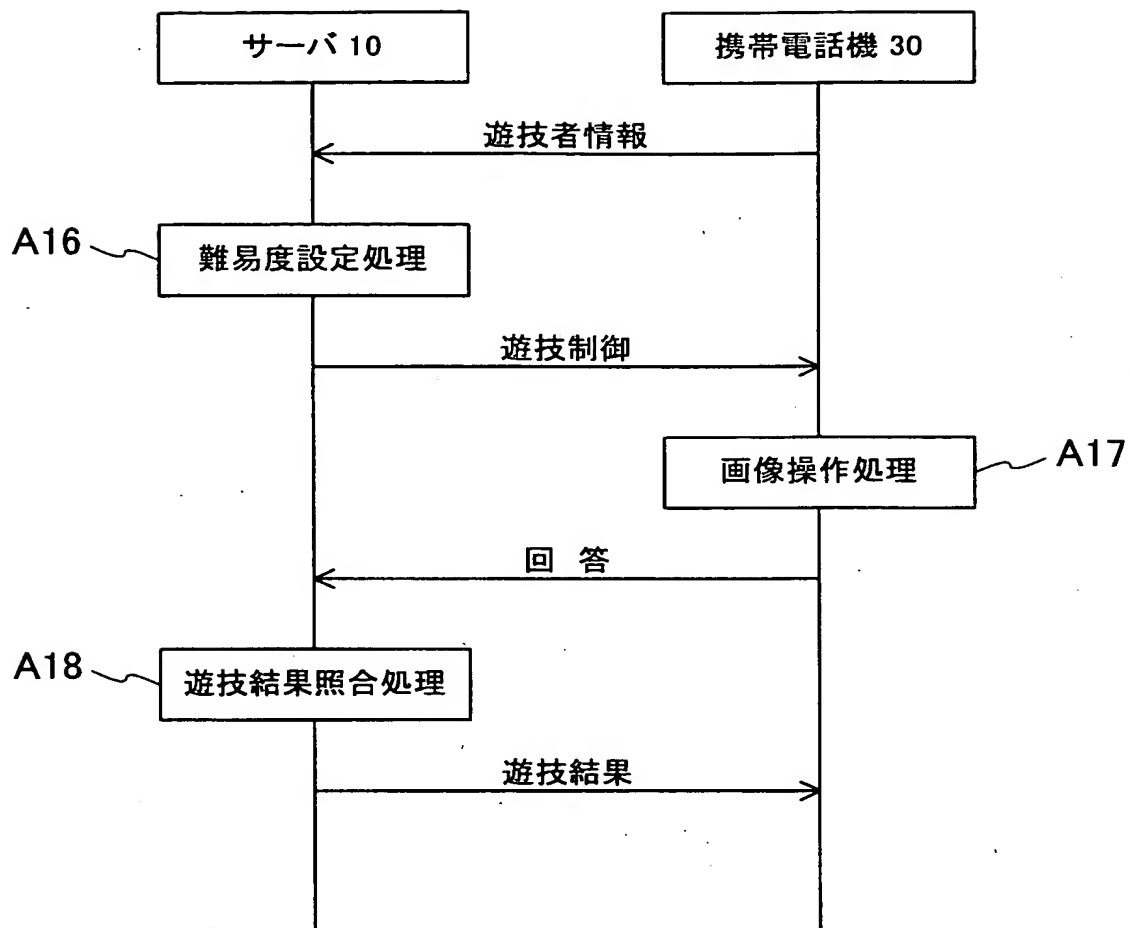 サーバ 10
携帯電話機 30
遊技者情報
A16
難易度設定処理
遊技制御
画像操作処理
A17
回 答
A18
遊技結果照合処理
遊技結果